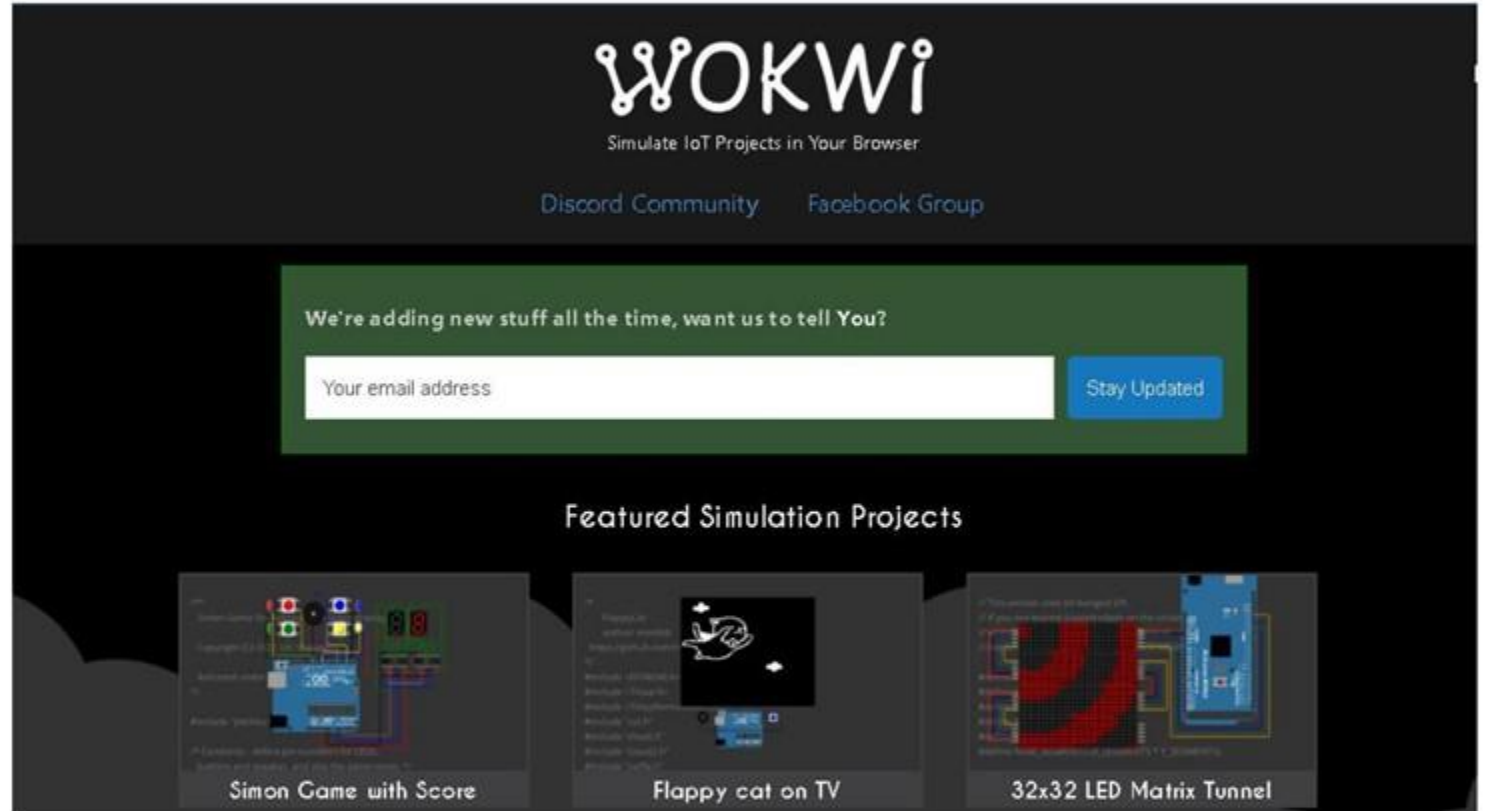 WOKWi
Simulate IoT Projects in Your Browser
Discord Community Facebook Group
We're adding new stuff all the time, want us to tell You?
Your email address
Stay Updated
Featured Simulation Projects
Simon Game with Score
Flappy cat on TV
32x32 LED Matrix Tunnel